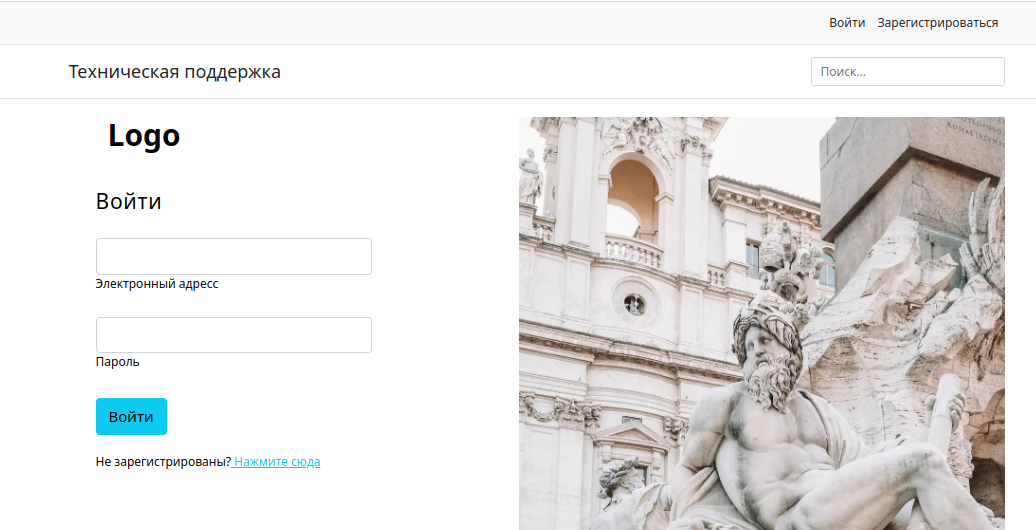 Войти Зарегистрироваться
Техническая поддержка
Поиск...
Logo
Войти
Электронный адресс
Пароль
Войти
Не зарегистрированы? Нажмите сюда